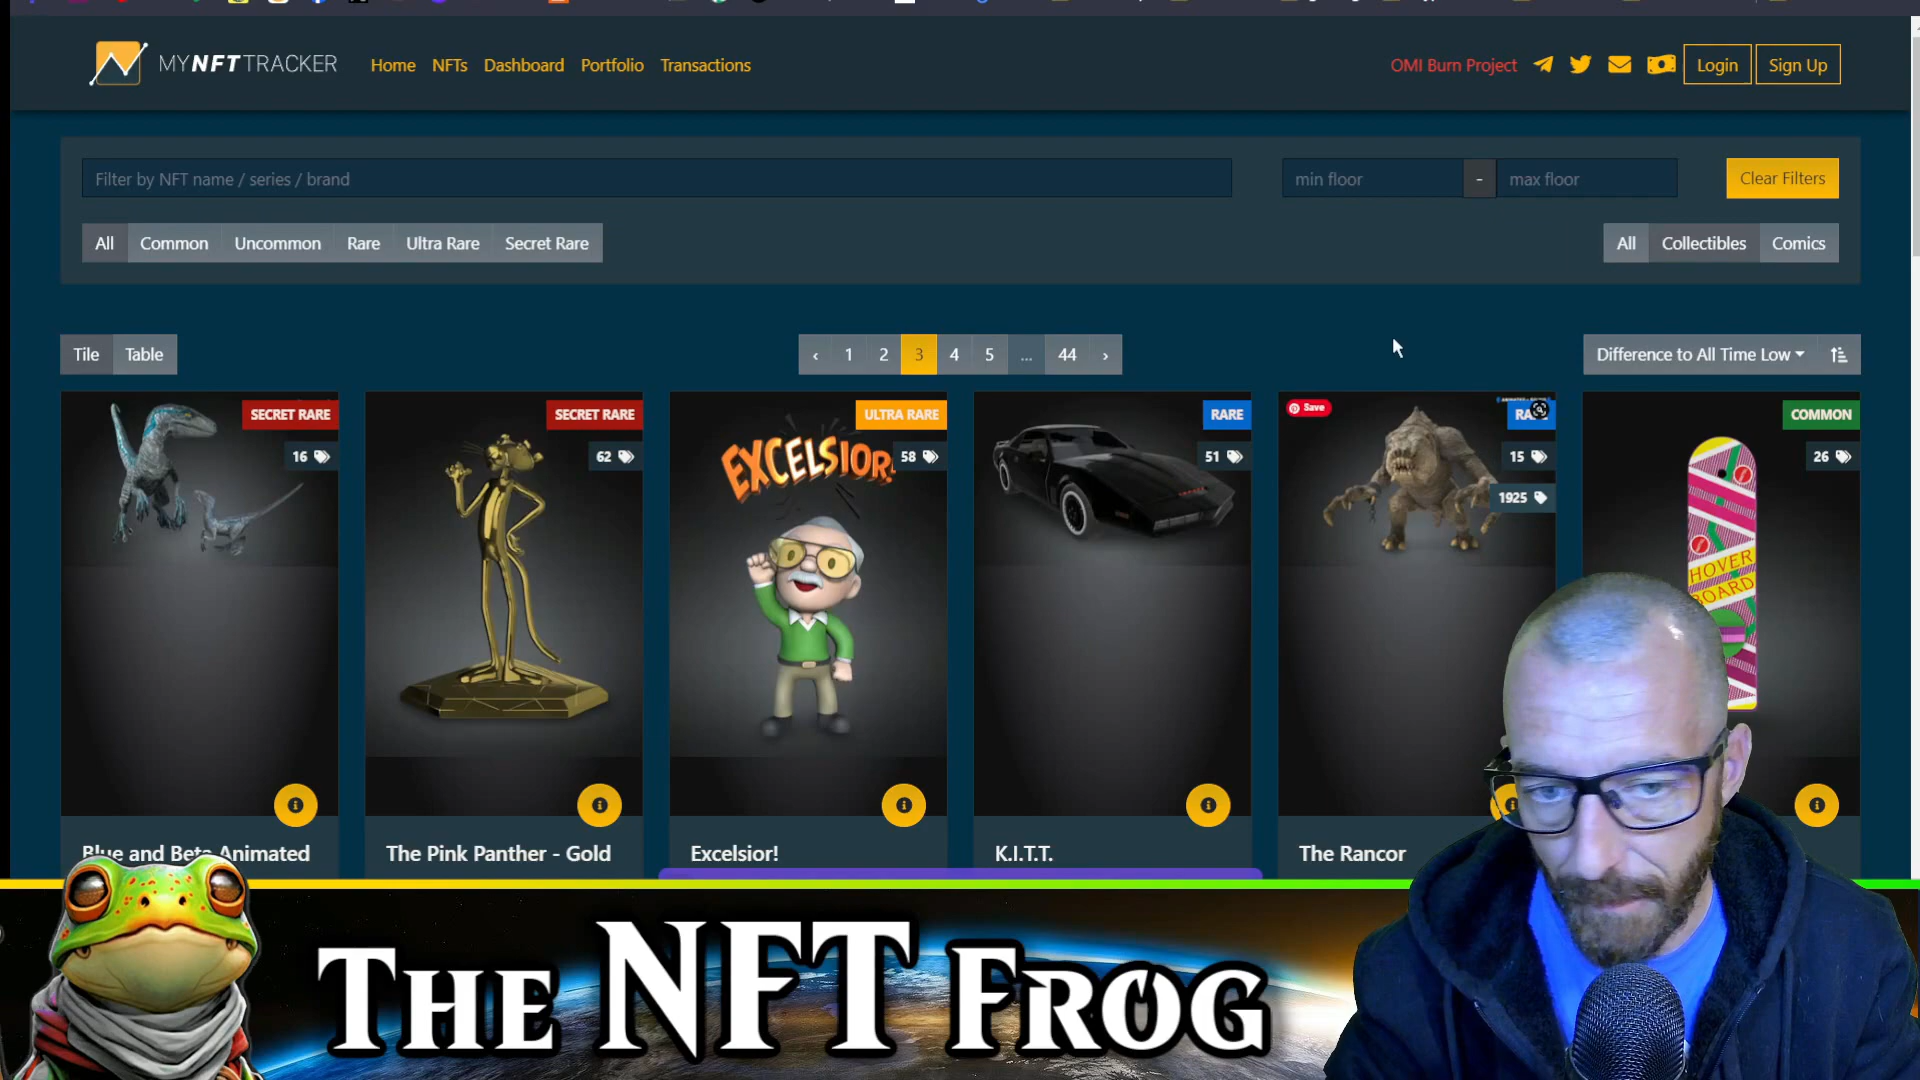 MYNFTTRACKER Home NFTs Dashboard Portfolio Transactions OMI Burn Project Login Sign Up
Filter by NFT name / series / brand min floor - max floor Clear Filters
All Common Uncommon Rare Ultra Rare Secret Rare All Collectibles Comics
Tile Table ‹ 1 2 3 4 5 ... 44 › Difference to All Time Low
SECRET RARE SECRET RARE ULTRA RARE RARE Save COMMON
16 62 58 51 15 26
1925
EXCELSIOR!
HOVER
BOARD
Blue and Beta Animated The Pink Panther - Gold Excelsior! K.I.T.T. The Rancor
THE NFT FROG